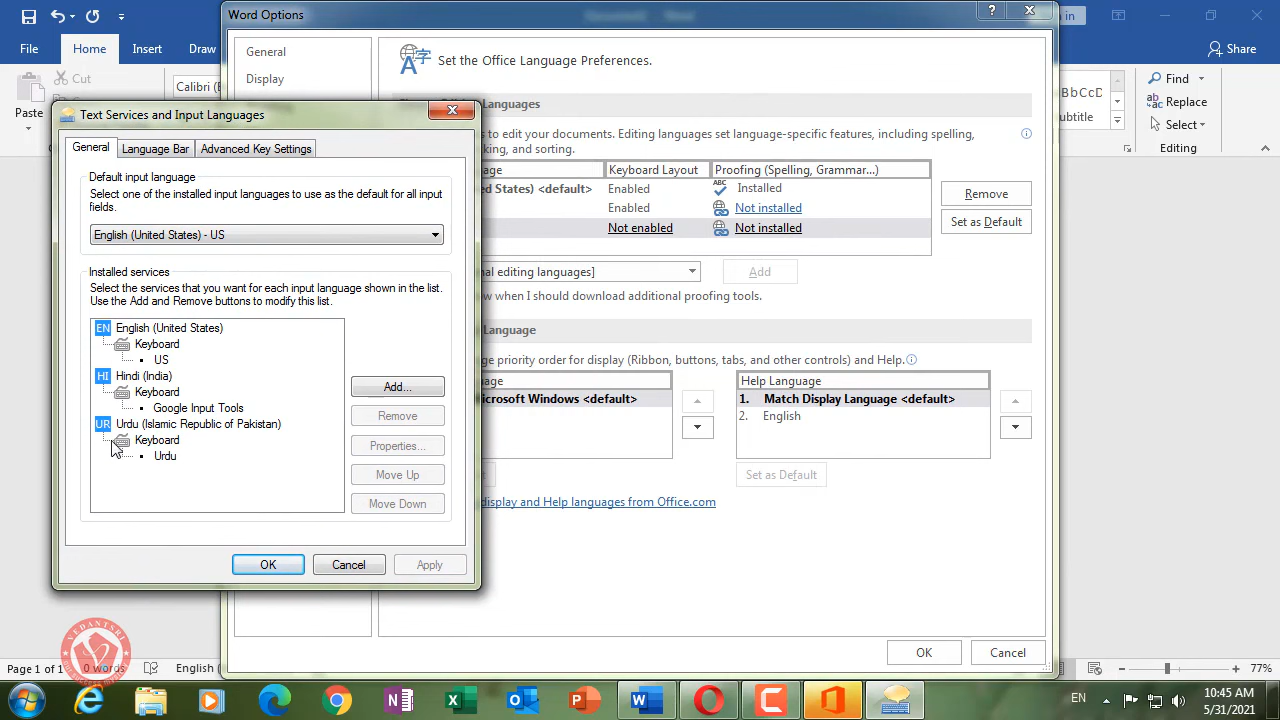 Word Options
in
File
Home
Insert
Draw
Share
Paste
Cut
Calibri (
General
Display
Set the Office Language Preferences.
Languages
to edit your documents. Editing languages set language-specific features, including spelling,
king, and sorting.
age
Keyboard Layout
Proofing (Spelling, Grammar...)
d States) <default>
Enabled
Installed
Enabled
Not installed
Not enabled
Not installed
Remove
Set as Default
nal editing languages]
Add
ow when I should download additional proofing tools.
Language
ge priority order for display (Ribbon, buttons, tabs, and other controls) and Help.
age
icrosoft Windows <default>
Help Language
1. Match Display Language <default>
2. English
Set as Default
display and Help languages from Office.com
OK
Cancel
BbCcD
ubtitle
Find
Replace
Select
Editing
Text Services and Input Languages
General
Language Bar
Advanced Key Settings
Default input language
Select one of the installed input languages to use as the default for all input
fields.
English (United States) - US
Installed services
Select the services that you want for each input language shown in the list.
Use the Add and Remove buttons to modify this list.
EN English (United States)
Keyboard
• US
HI Hindi (India)
Keyboard
• Google Input Tools
UR Urdu (Islamic Republic of Pakistan)
Keyboard
• Urdu
Add...
Remove
Properties...
Move Up
Move Down
OK
Cancel
Apply
VEDANTSRI
Page 1 of 1
0 words
English (
77%
EN
10:45 AM
5/31/2021